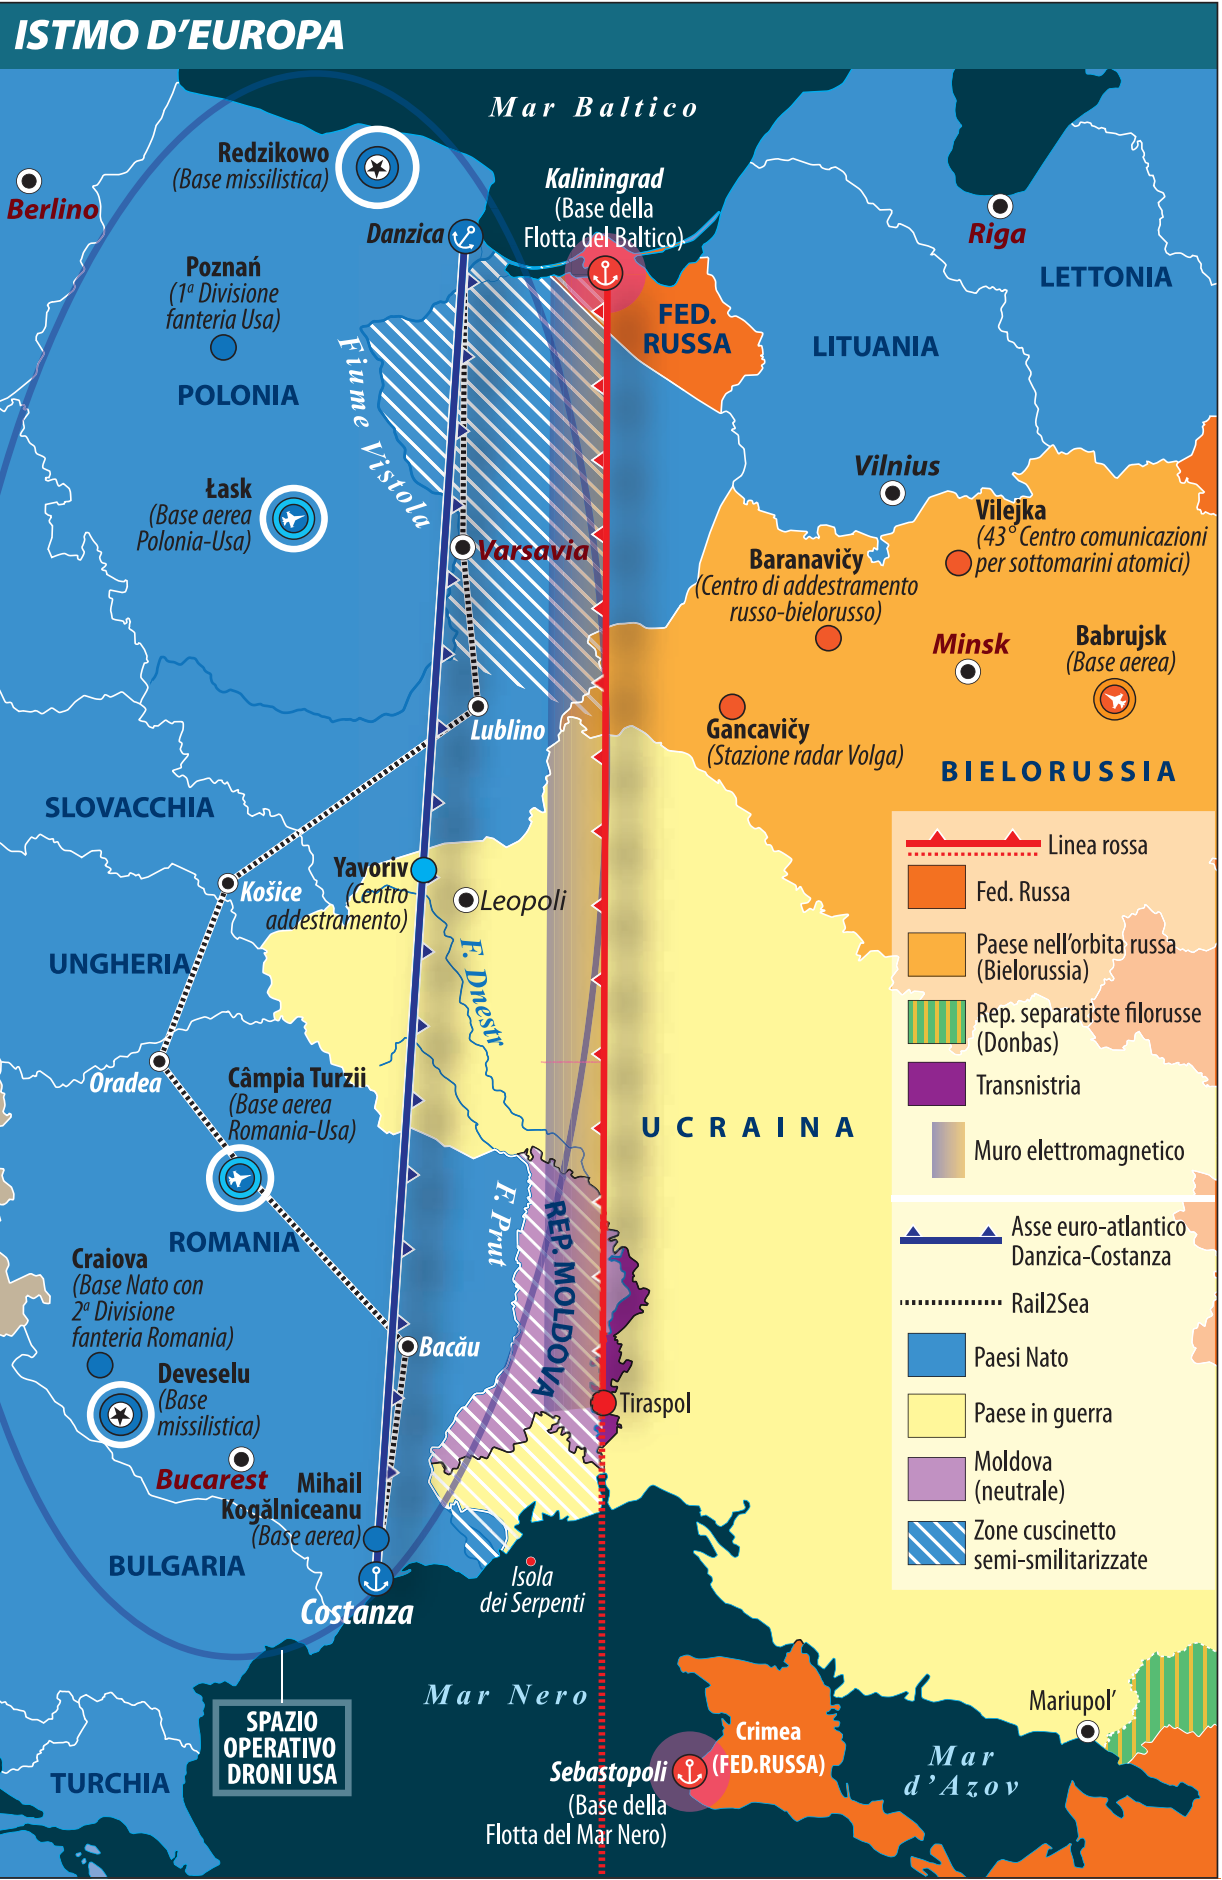 ISTMO D'EUROPA
Mar Baltico
Redzikowo
(Base missilistica)
Berlino
Kaliningrad
(Base della
Flotta del Baltico)
Danzica
Riga
LETTONIA
Poznań
(1ª Divisione
fanteria Usa)
FED.
RUSSA
LITUANIA
POLONIA
Fiume Vistola
Vilnius
Łask
(Base aerea
Polonia-Usa)
Vilejka
(43° Centro comunicazioni
per sottomarini atomici)
Varsavia
Baranavičy
(Centro di addestramento
russo-bielorusso)
Minsk
Babrujsk
(Base aerea)
Lublino
Gancavičy
(Stazione radar Volga)
BIELORUSSIA
SLOVACCHIA
Košice
Yavoriv
(Centro
addestramento)
Leopoli
UNGHERIA
F. Dnestr
Oradea
Câmpia Turzii
(Base aerea
Romania-Usa)
UCRAINA
F. Prut
REP. MOLDOVA
ROMANIA
Craiova
(Base Nato con
2ª Divisione
fanteria Romania)
Bacău
Deveselu
(Base
missilistica)
Tiraspol
Bucarest
Mihail
Kogălniceanu
(Base aerea)
BULGARIA
Costanza
Isola
dei Serpenti
Mar Nero
SPAZIO
OPERATIVO
DRONI USA
TURCHIA
Sebastopoli
(Base della
Flotta del Mar Nero)
Crimea
(FED.RUSSA)
Mar
d'Azov
Mariupol'
Linea rossa
Fed. Russa
Paese nell'orbita russa
(Bielorussia)
Rep. separatiste filorusse
(Donbas)
Transnistria
Muro elettromagnetico
Asse euro-atlantico
Danzica-Costanza
Rail2Sea
Paesi Nato
Paese in guerra
Moldova
(neutrale)
Zone cuscinetto
semi-smilitarizzate